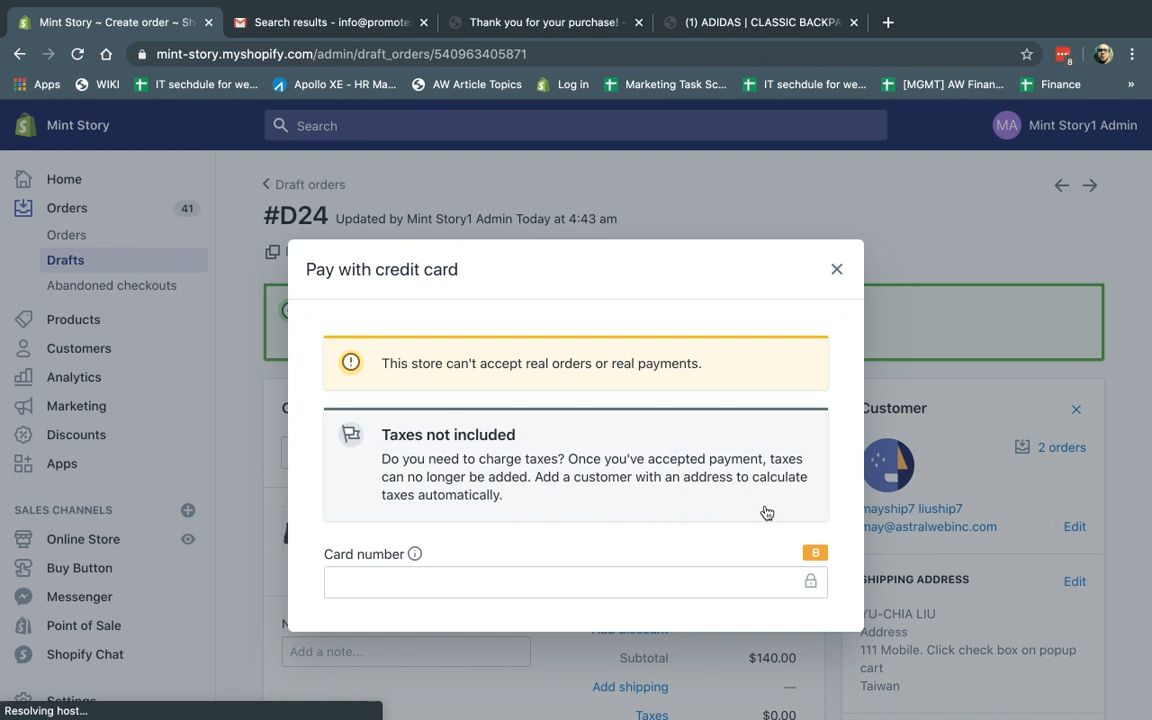 Mint Story ~ Create order ~ Sh
Search results - info@promote
Thank you for your purchase! -
(1) ADIDAS | CLASSIC BACKPA
mint-story.myshopify.com/admin/draft_orders/540963405871
8
Apps
WIKI
IT sechdule for we...
Apollo XE - HR Ma...
AW Article Topics
Log in
Marketing Task Sc...
IT sechdule for we...
[MGMT] AW Finan...
Finance
»
Mint Story
Search
MA
Mint Story1 Admin
Home
Orders
41
Orders
Drafts
Abandoned checkouts
Products
Customers
Analytics
Marketing
Discounts
Apps
SALES CHANNELS
Online Store
Buy Button
Messenger
Point of Sale
Shopify Chat
Settings
Resolving host...
Draft orders
#D24 Updated by Mint Story1 Admin Today at 4:43 am
Pay with credit card
This store can't accept real orders or real payments.
Taxes not included
Do you need to charge taxes? Once you've accepted payment, taxes
can no longer be added. Add a customer with an address to calculate
taxes automatically.
Card number
B
Add a note...
Add discount
Subtotal
$140.00
Add shipping
—
Taxes
$0.00
Customer
2 orders
mayship7 liuship7
may@astralwebinc.com
Edit
SHIPPING ADDRESS
Edit
YU-CHIA LIU
Address
111 Mobile. Click check box on popup
cart
Taiwan